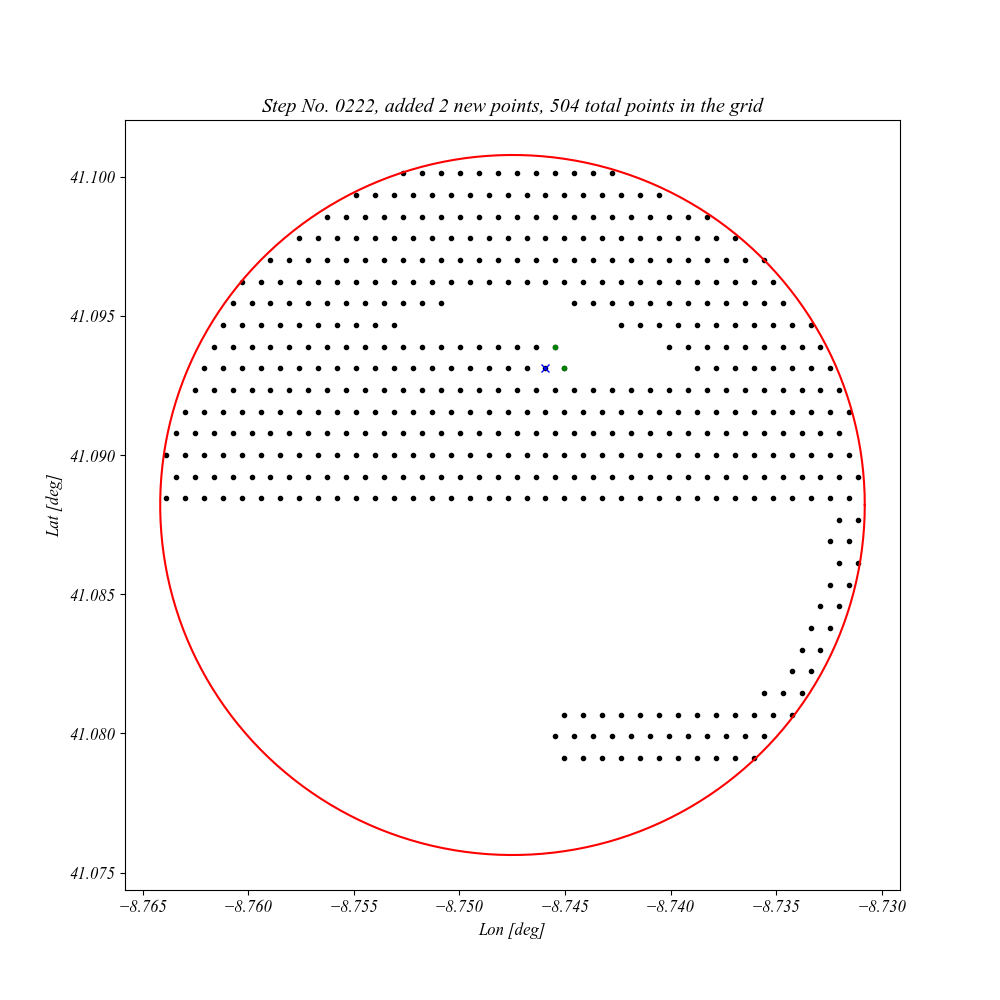 Step No. 0222, added 2 new points, 504 total points in the grid
41.100
41.095
41.090
41.085
41.080
41.075
Lat [deg]
−8.765 −8.760 −8.755 −8.750 −8.745 −8.740 −8.735 −8.730
Lon [deg]